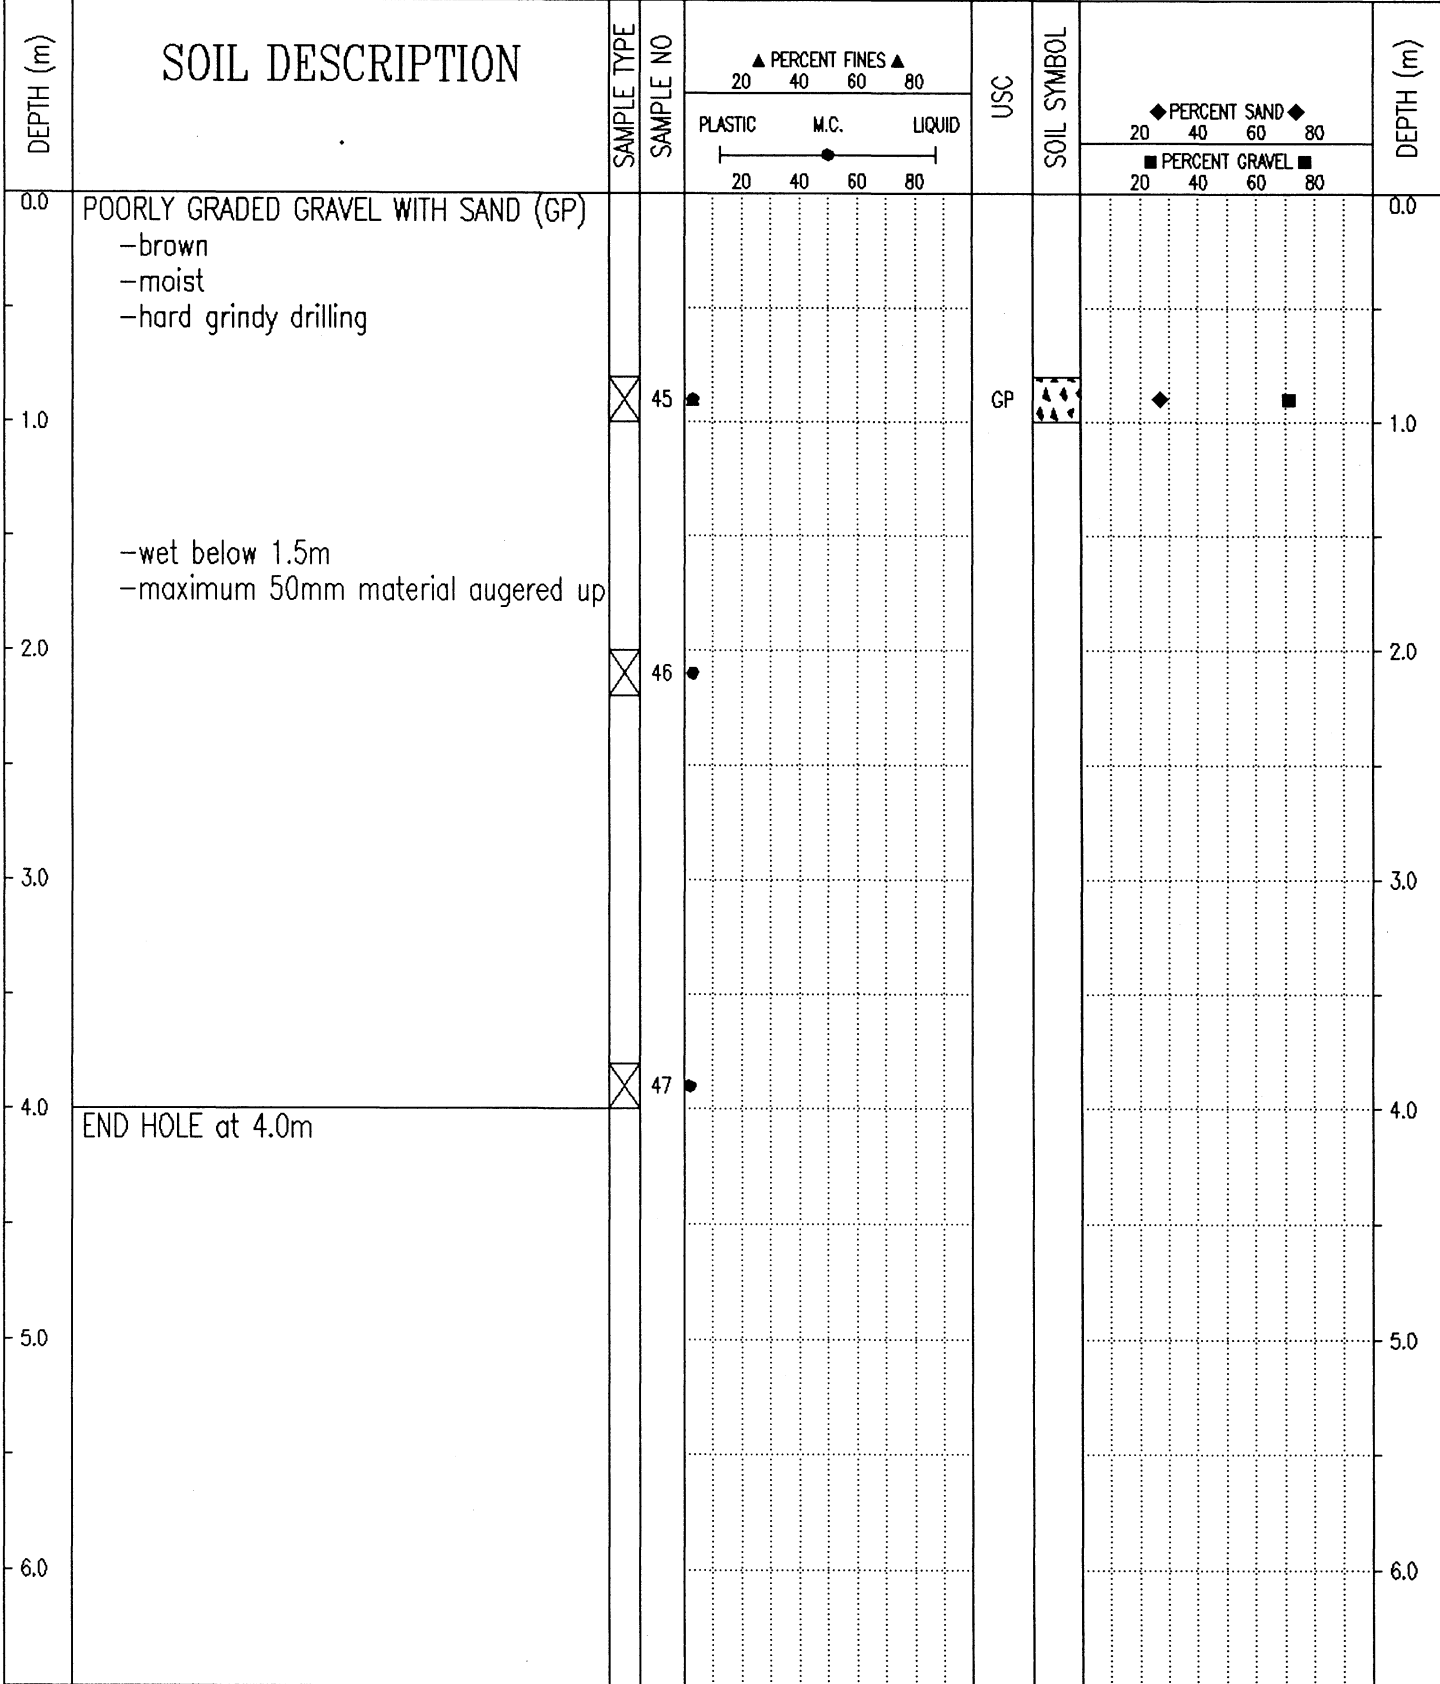 DEPTH (m)
SOIL DESCRIPTION
SAMPLE TYPE
SAMPLE NO
▲ PERCENT FINES ▲
20 40 60 80
PLASTIC M.C. LIQUID
20 40 60 80
USC
SOIL SYMBOL
◆ PERCENT SAND ◆
20 40 60 80
■ PERCENT GRAVEL ■
20 40 60 80
DEPTH (m)
0.0 POORLY GRADED GRAVEL WITH SAND (GP) 0.0
-brown
-moist
-hard grindy drilling
45 GP
1.0 1.0
-wet below 1.5m
-maximum 50mm material augered up
2.0 2.0
46
3.0 3.0
47
4.0 4.0
END HOLE at 4.0m
5.0 5.0
6.0 6.0